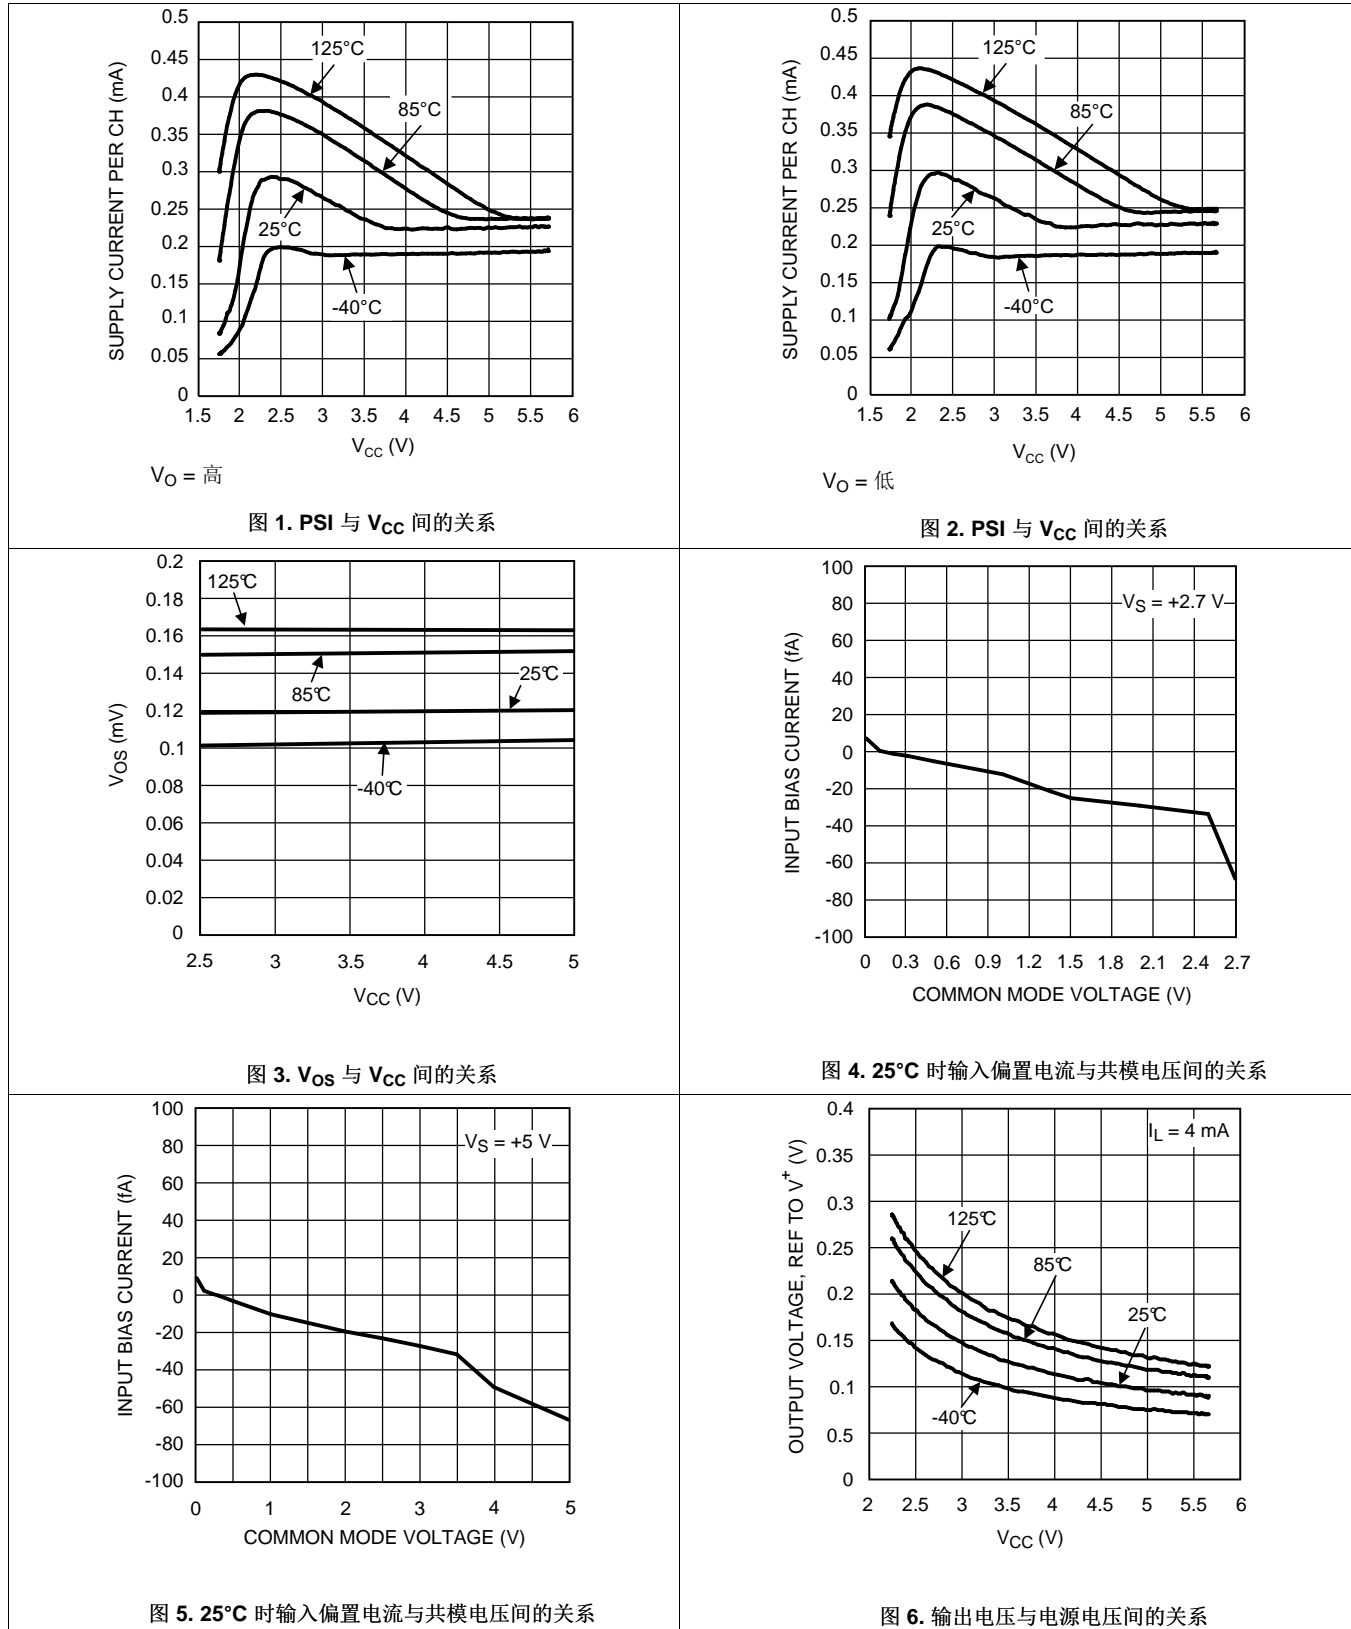 0.5
0.45
0.4
0.35
0.3
0.25
0.2
0.15
0.1
0.05
0
SUPPLY CURRENT PER CH (mA)
125°C
85°C
25°C
-40°C
1.5 2 2.5 3 3.5 4 4.5 5 5.5 6
VCC (V)
VO = 高
图 1. PSI 与 VCC 间的关系
0.5
0.45
0.4
0.35
0.3
0.25
0.2
0.15
0.1
0.05
0
SUPPLY CURRENT PER CH (mA)
125°C
85°C
25°C
-40°C
1.5 2 2.5 3 3.5 4 4.5 5 5.5 6
VCC (V)
VO = 低
图 2. PSI 与 VCC 间的关系
0.2
0.18
0.16
0.14
0.12
0.1
0.08
0.06
0.04
0.02
0
VOS (mV)
125°C
85°C
25°C
-40°C
2.5 3 3.5 4 4.5 5
VCC (V)
图 3. VOS 与 VCC 间的关系
100
80
60
40
20
0
-20
-40
-60
-80
-100
INPUT BIAS CURRENT (fA)
VS = +2.7 V
0 0.3 0.6 0.9 1.2 1.5 1.8 2.1 2.4 2.7
COMMON MODE VOLTAGE (V)
图 4. 25°C 时输入偏置电流与共模电压间的关系
100
80
60
40
20
0
-20
-40
-60
-80
-100
INPUT BIAS CURRENT (fA)
VS = +5 V
0 1 2 3 4 5
COMMON MODE VOLTAGE (V)
图 5. 25°C 时输入偏置电流与共模电压间的关系
0.4
0.35
0.3
0.25
0.2
0.15
0.1
0.5
0
OUTPUT VOLTAGE, REF TO V+ (V)
IL = 4 mA
125°C
85°C
25°C
-40°C
2 2.5 3 3.5 4 4.5 5 5.5 6
VCC (V)
图 6. 输出电压与电源电压间的关系